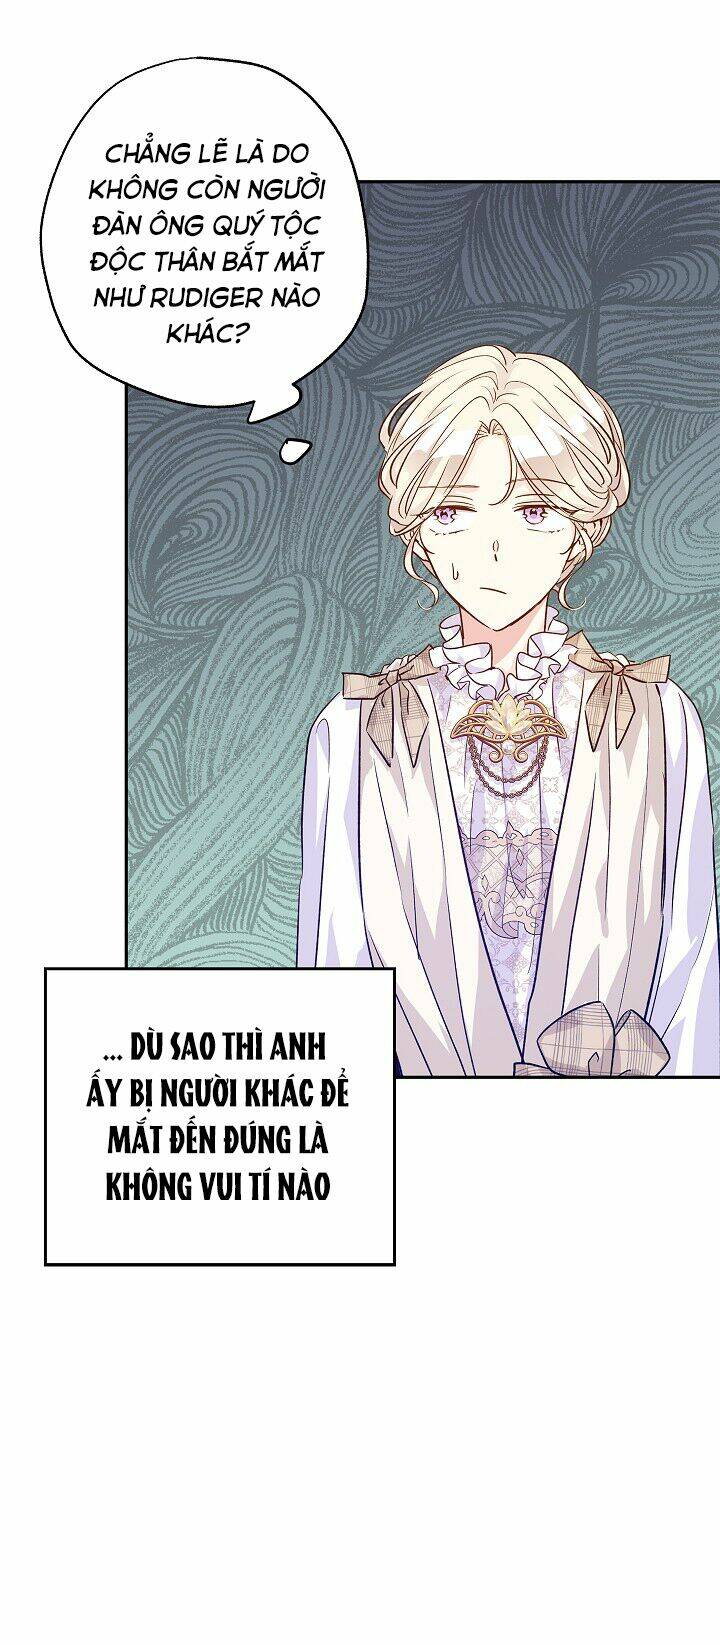 CHẲNG LẼ LÀ DO
KHÔNG CÒN NGƯỜI
ĐÀN ÔNG QUÝ TỘC
ĐỘC THÂN BẮT MẮT
NHƯ RUDIGER NÀO
KHÁC?
... DÙ SAO THÌ ANH
ẤY BỊ NGƯỜI KHÁC ĐỂ
MẮT ĐẾN ĐÚNG LÀ
KHÔNG VUI TÍ NÀO